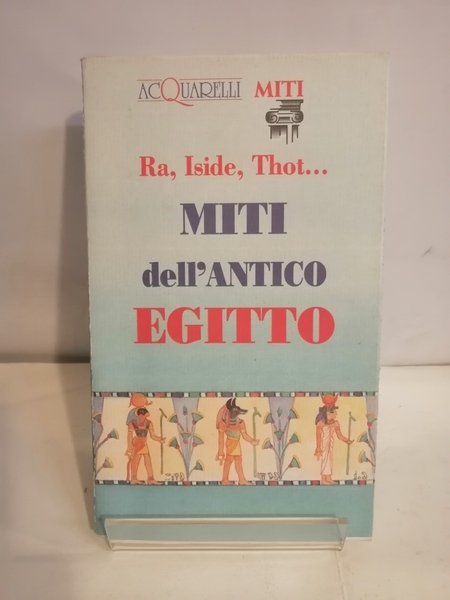 ACQUARELLI MITI
Ra, Iside, Thot...
MITI
dell'ANTICO
EGITTO